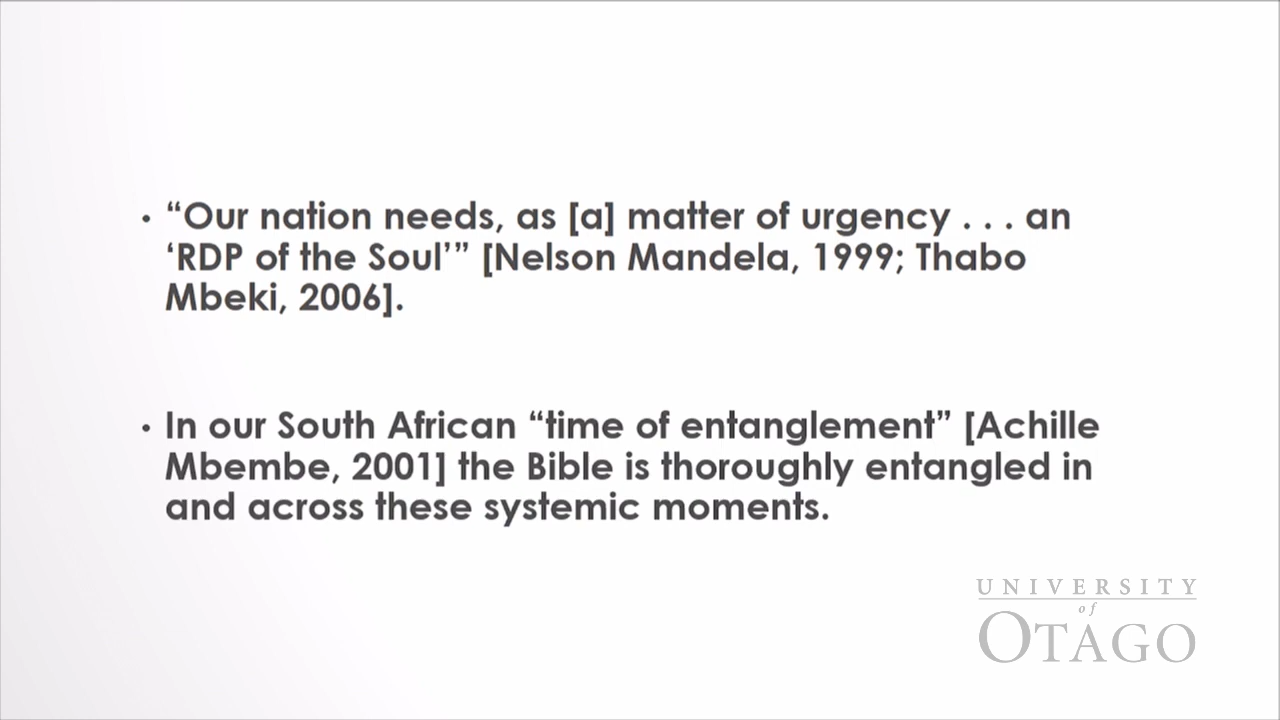 • “Our nation needs, as [a] matter of urgency . . . an
‘RDP of the Soul’” [Nelson Mandela, 1999; Thabo
Mbeki, 2006].
• In our South African “time of entanglement” [Achille
Mbembe, 2001] the Bible is thoroughly entangled in
and across these systemic moments.
UNIVERSITY
of
OTAGO